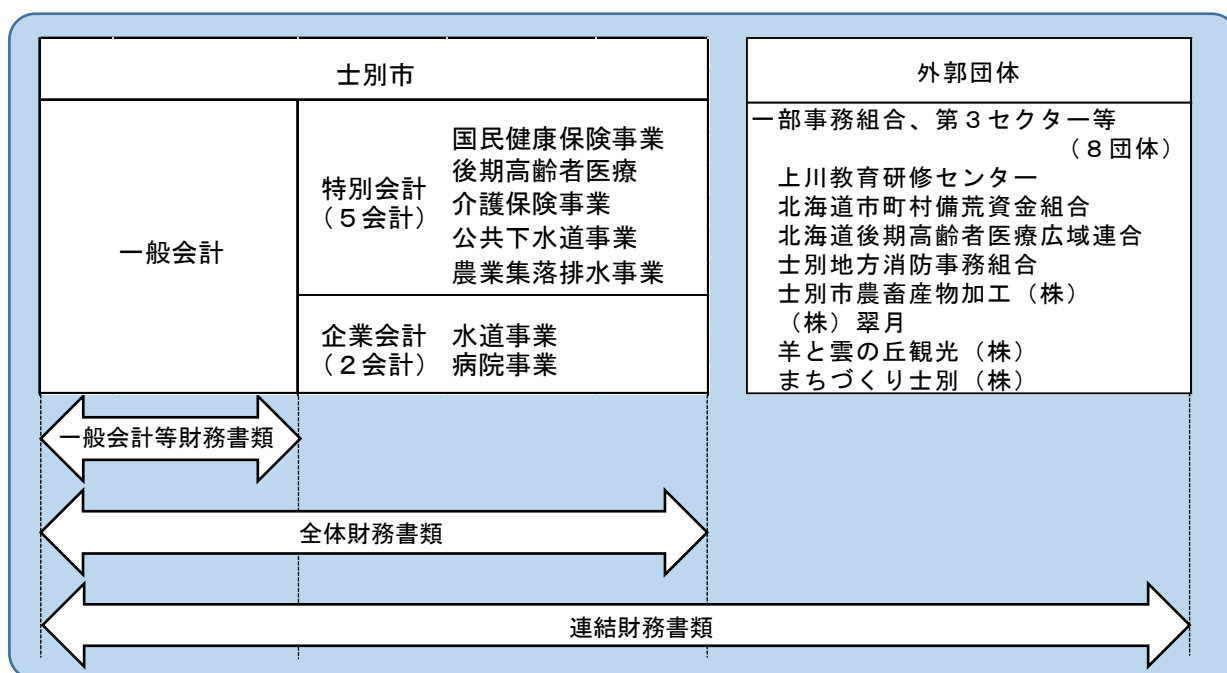 士別市
一般会計
特別会計
（５会計）
国民健康保険事業
後期高齢者医療
介護保険事業
公共下水道事業
農業集落排水事業
企業会計
（２会計）
水道事業
病院事業
外郭団体
一部事務組合、第３セクター等
（８団体）
上川教育研修センター
北海道市町村備荒資金組合
北海道後期高齢者医療広域連合
士別地方消防事務組合
士別市農畜産物加工（株）
（株）翠月
羊と雲の丘観光（株）
まちづくり士別（株）
一般会計等財務書類
全体財務書類
連結財務書類